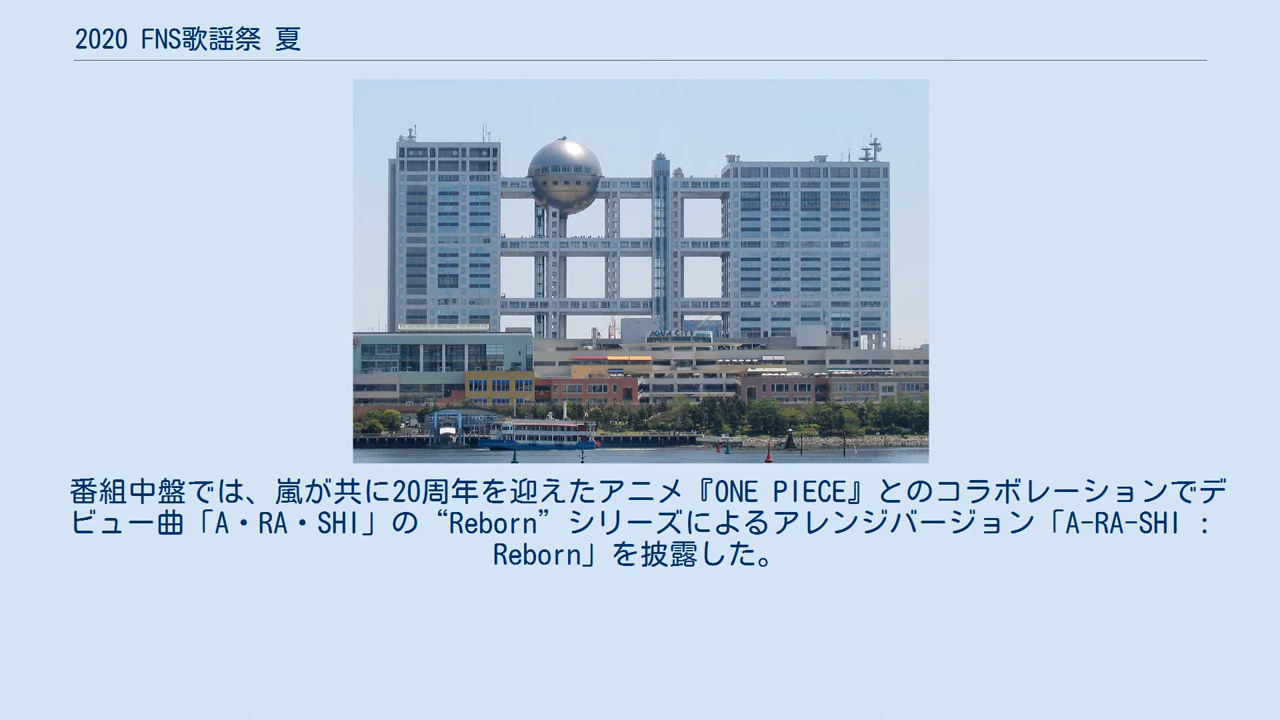 2020 FNS歌謡祭 夏
AQUA CITY
番組中盤では、嵐が共に20周年を迎えたアニメ『ONE PIECE』とのコラボレーションでデ
ビュー曲「A・RA・SHI」の“Reborn”シリーズによるアレンジバージョン「A-RA-SHI :
Reborn」を披露した。